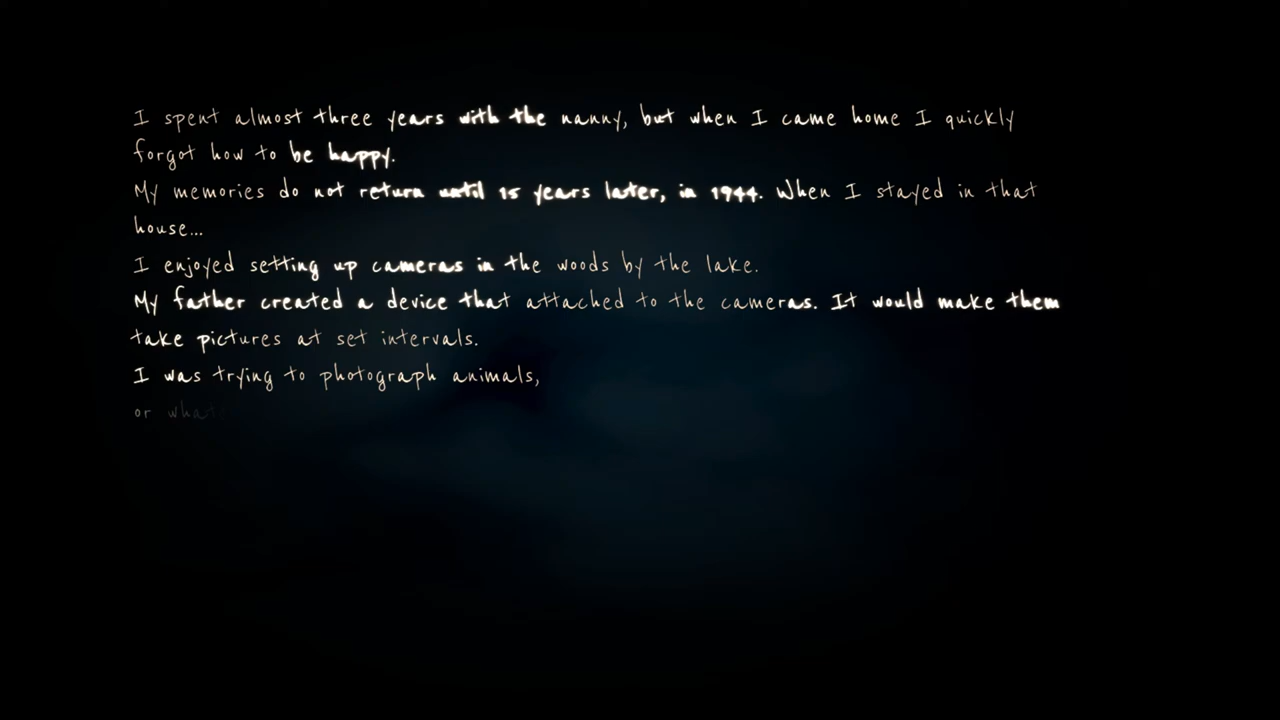 I spent almost three years with the nanny, but when I came home I quickly
forgot how to be happy.
My memories do not return until 15 years later, in 1944. When I stayed in that
house...
I enjoyed setting up cameras in the woods by the lake.
My father created a device that attached to the cameras. It would make them
take pictures at set intervals.
I was trying to photograph animals,
or what